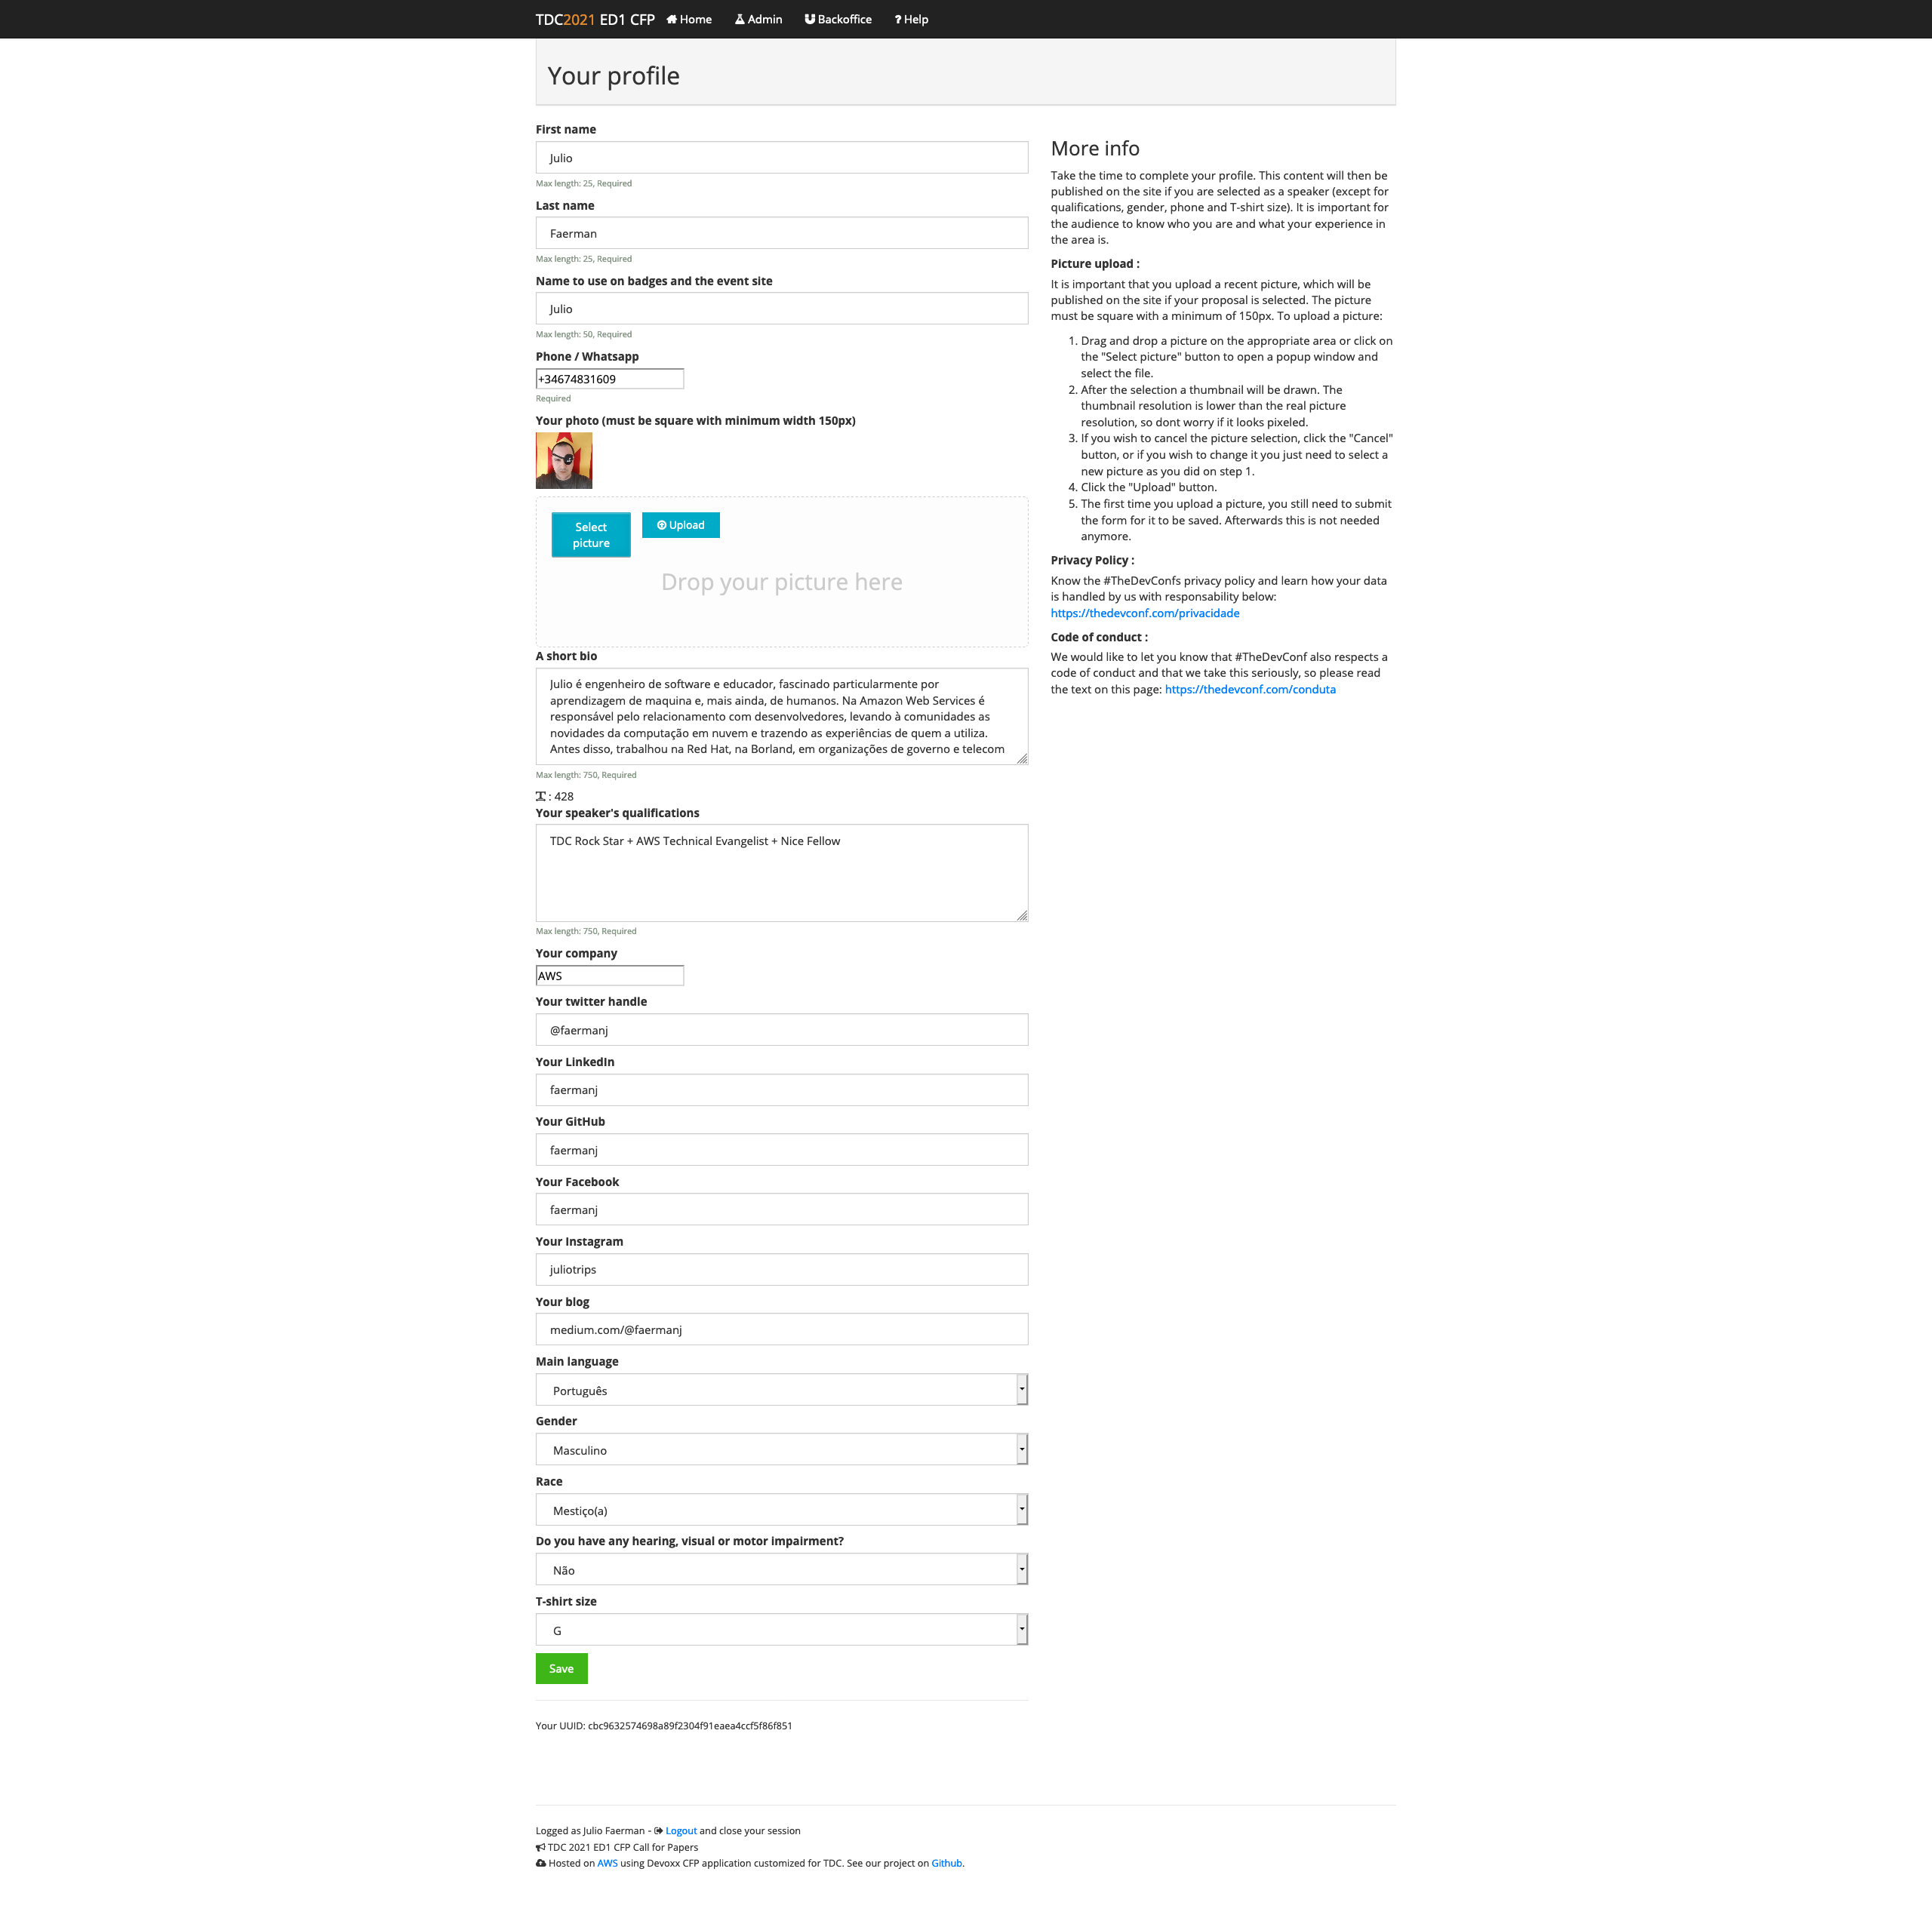 TDC2021 ED1 CFP Home Admin Backoffice ? Help
Your profile
First name
Julio
Max length: 25, Required
Last name
Faerman
Max length: 25, Required
Name to use on badges and the event site
Julio
Max length: 50, Required
Phone / Whatsapp
+34674831609
Required
Your photo (must be square with minimum width 150px)
Select
picture
Upload
Drop your picture here
A short bio
Julio é engenheiro de software e educador, fascinado particularmente por
aprendizagem de maquina e, mais ainda, de humanos. Na Amazon Web Services é
responsável pelo relacionamento com desenvolvedores, levando à comunidades as
novidades da computação em nuvem e trazendo as experiências de quem a utiliza.
Antes disso, trabalhou na Red Hat, na Borland, em organizações de governo e telecom
Max length: 750, Required
: 428
Your speaker's qualifications
TDC Rock Star + AWS Technical Evangelist + Nice Fellow
Max length: 750, Required
Your company
AWS
Your twitter handle
@faermanj
Your LinkedIn
faermanj
Your GitHub
faermanj
Your Facebook
faermanj
Your Instagram
juliotrips
Your blog
medium.com/@faermanj
Main language
Português
Gender
Masculino
Race
Mestiço(a)
Do you have any hearing, visual or motor impairment?
Não
T-shirt size
G
Save
Your UUID: cbc9632574698a89f2304f91eaea4ccf5f86f851
More info
Take the time to complete your profile. This content will then be
published on the site if you are selected as a speaker (except for
qualifications, gender, phone and T-shirt size). It is important for
the audience to know who you are and what your experience in
the area is.
Picture upload :
It is important that you upload a recent picture, which will be
published on the site if your proposal is selected. The picture
must be square with a minimum of 150px. To upload a picture:
1. Drag and drop a picture on the appropriate area or click on
the "Select picture" button to open a popup window and
select the file.
2. After the selection a thumbnail will be drawn. The
thumbnail resolution is lower than the real picture
resolution, so dont worry if it looks pixeled.
3. If you wish to cancel the picture selection, click the "Cancel"
button, or if you wish to change it you just need to select a
new picture as you did on step 1.
4. Click the "Upload" button.
5. The first time you upload a picture, you still need to submit
the form for it to be saved. Afterwards this is not needed
anymore.
Privacy Policy :
Know the #TheDevConfs privacy policy and learn how your data
is handled by us with responsability below:
https://thedevconf.com/privacidade
Code of conduct :
We would like to let you know that #TheDevConf also respects a
code of conduct and that we take this seriously, so please read
the text on this page: https://thedevconf.com/conduta
Logged as Julio Faerman - Logout and close your session
TDC 2021 ED1 CFP Call for Papers
Hosted on AWS using Devoxx CFP application customized for TDC. See our project on Github.